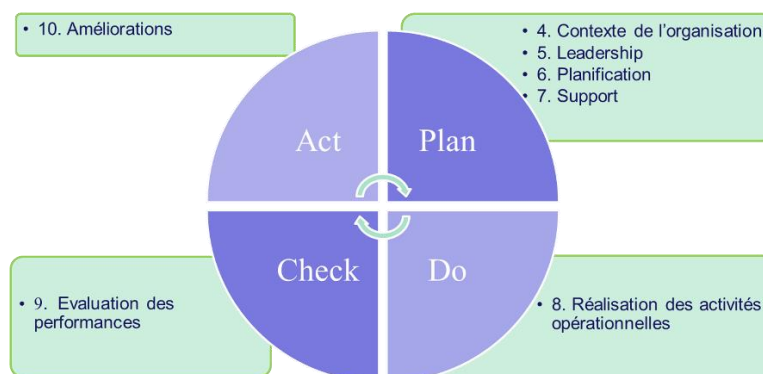 • 10. Améliorations
• 4. Contexte de l'organisation
• 5. Leadership
• 6. Planification
• 7. Support
Act
Plan
Check
Do
• 9. Evaluation des
performances
• 8. Réalisation des activités
opérationnelles